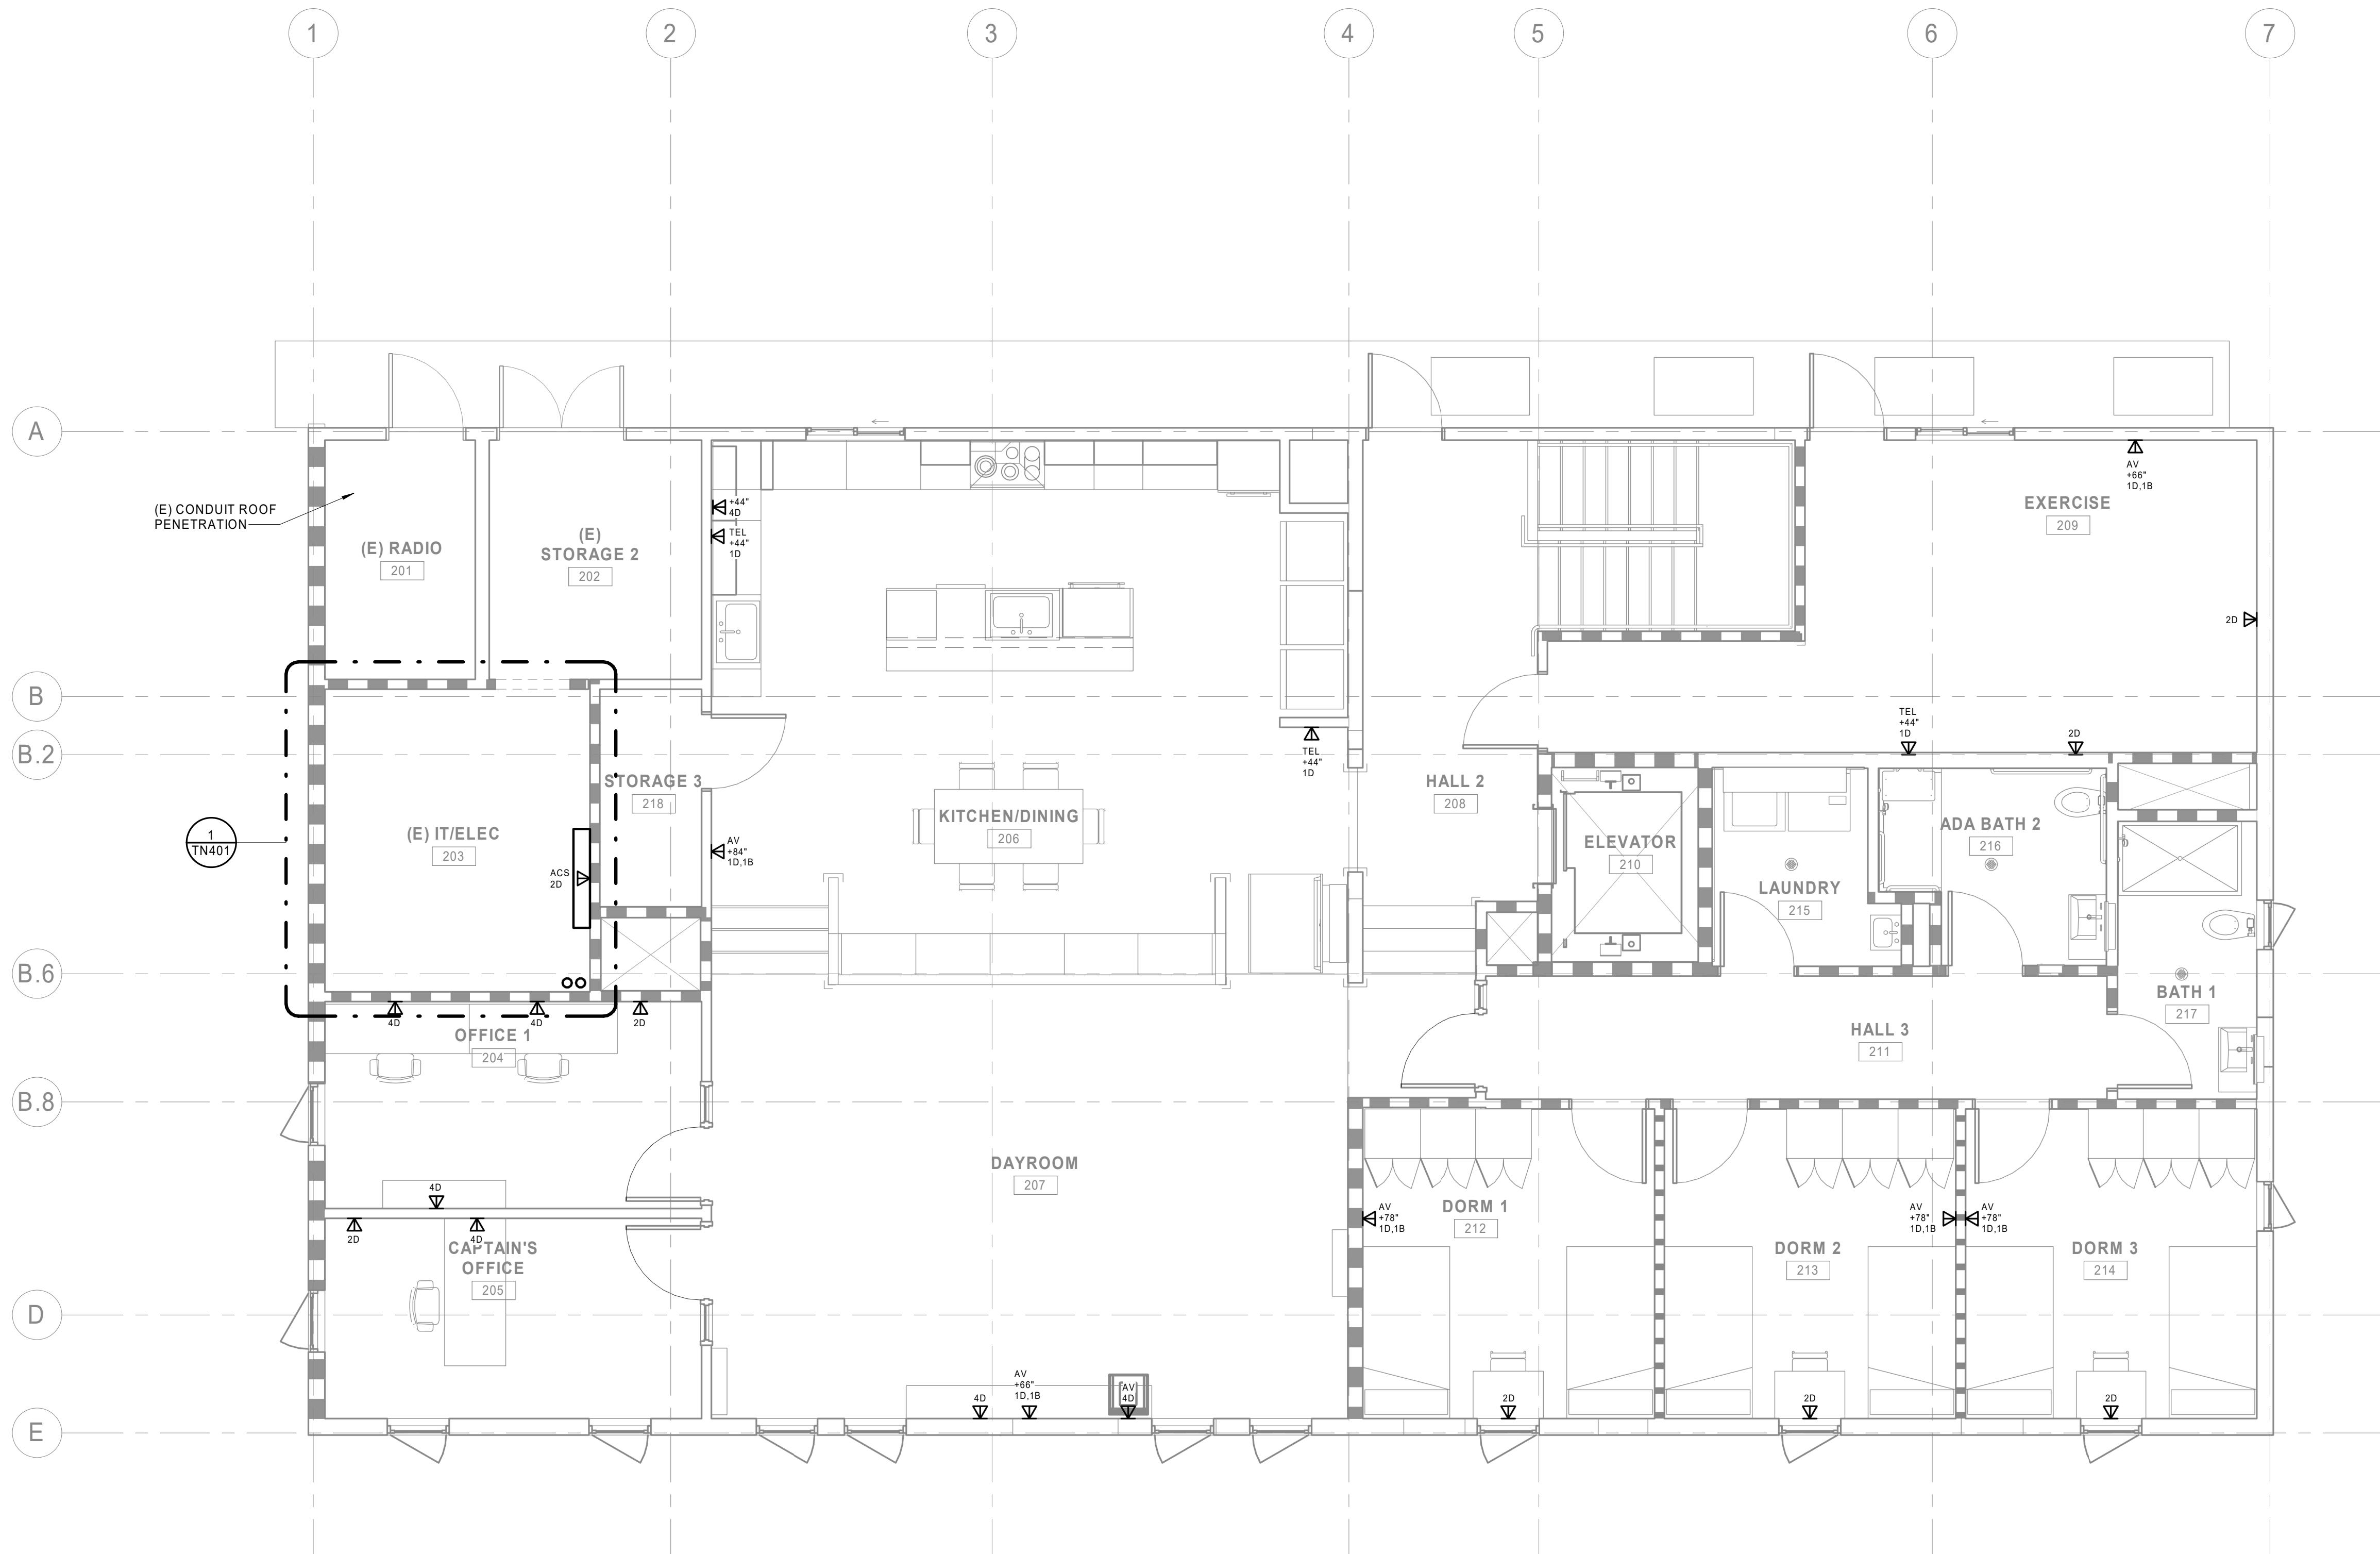 1
2
3
4
5
6
7
A
(E) CONDUIT ROOF
PENETRATION
(E) RADIO
201
(E)
STORAGE 2
202
+44"
4D
TEL
+44"
1D
AV
+66"
1D,1B
EXERCISE
209
2D
B
B.2
TEL
+44"
1D
TEL
+44"
1D
2D
STORAGE 3
218
HALL 2
208
KITCHEN/DINING
206
(E) IT/ELEC
203
1
TN401
ACS
2D
AV
+84"
1D,1B
ELEVATOR
210
ADA BATH 2
216
LAUNDRY
215
B.6
BATH 1
217
4D
4D
2D
OFFICE 1
204
HALL 3
211
B.8
DAYROOM
207
4D
2D
4D
CAPTAIN'S
OFFICE
205
AV
+78"
1D,1B
DORM 1
212
AV
+78"
1D,1B
AV
+78"
1D,1B
DORM 2
213
DORM 3
214
D
4D
AV
+66"
1D,1B
AV
4D
2D
2D
2D
E